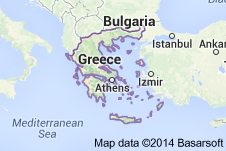 Bulgaria
Istanbul
Ankar
Greece
Athens
Izmir
Mediterranean
Sea
Map data ©2014 Basarsoft